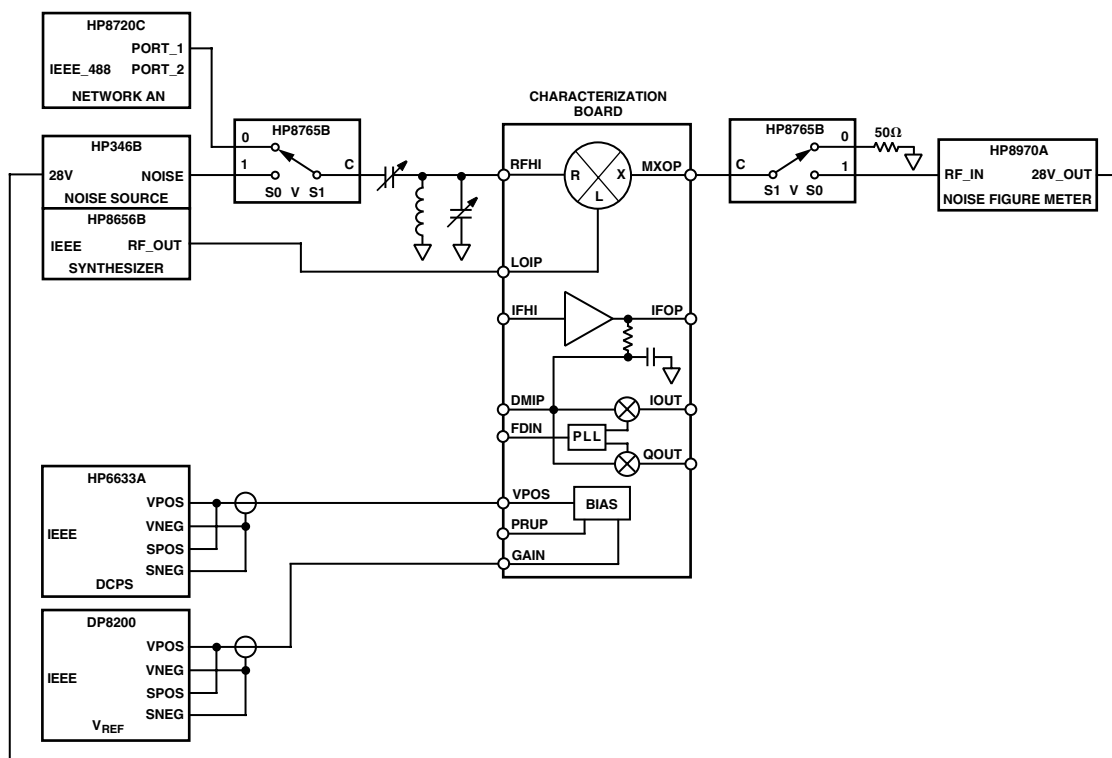 HP8720C
PORT_1
IEEE_488 PORT_2
NETWORK AN
HP346B
28V NOISE
NOISE SOURCE
HP8656B
IEEE RF_OUT
SYNTHESIZER
HP8765B
0
1
C
S0 V S1
CHARACTERIZATION
BOARD
RFHI
R X
L
MXOP
LOIP
IFHI
IFOP
DMIP
IOUT
FDIN
PLL
QOUT
VPOS
BIAS
PRUP
GAIN
HP8765B
0
C
1
S1 V S0
50Ω
HP8970A
RF_IN 28V_OUT
NOISE FIGURE METER
HP6633A
VPOS
VNEG
IEEE
SPOS
SNEG
DCPS
DP8200
VPOS
VNEG
IEEE
SPOS
SNEG
VREF